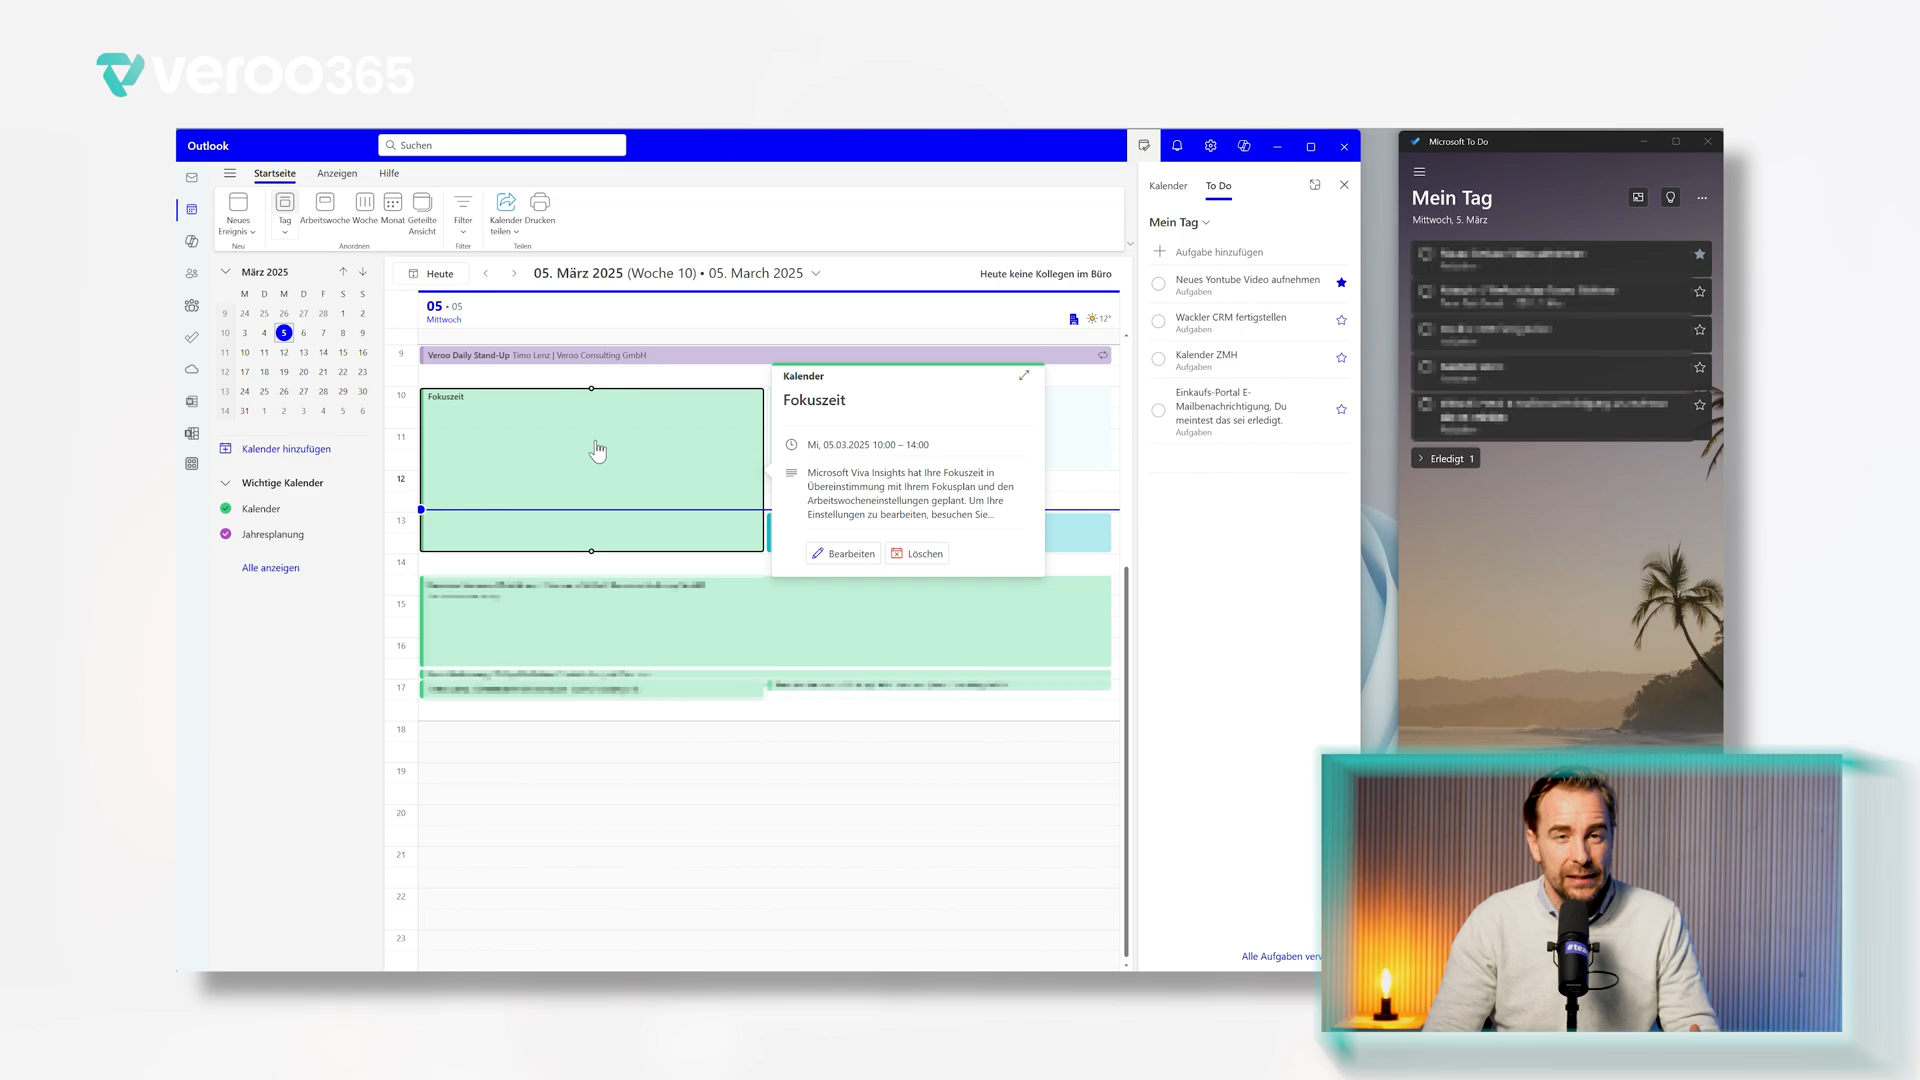 veroo365
Outlook
Suchen
Startseite Anzeigen Hilfe
Neues Ereignis
Tag
Arbeitswoche
Woche
Monat
Geteilte Ansicht
Filter
Kalender teilen
Drucken
Neu
Anordnen
Filter
Teilen
März 2025
M D M D F S S
9 24 25 26 27 28 1 2
10 3 4 5 6 7 8 9
11 10 11 12 13 14 15 16
12 17 18 19 20 21 22 23
13 24 25 26 27 28 29 30
14 31 1 2 3 4 5 6
Kalender hinzufügen
Wichtige Kalender
Kalender
Jahresplanung
Alle anzeigen
Heute
05. März 2025 (Woche 10) • 05. March 2025
Heute keine Kollegen im Büro
05 • 05
Mittwoch
12°
9
Veroo Daily Stand-Up Timo Lenz | Veroo Consulting GmbH
10
Fokuszeit
11
12
13
14
15
16
17
18
19
20
21
22
23
Kalender
Fokuszeit
Mi, 05.03.2025 10:00 – 14:00
Microsoft Viva Insights hat Ihre Fokuszeit in
Übereinstimmung mit Ihrem Fokusplan und den
Arbeitswocheneinstellungen geplant. Um Ihre
Einstellungen zu bearbeiten, besuchen Sie...
Bearbeiten
Löschen
Kalender To Do
Mein Tag
Aufgabe hinzufügen
Neues Yontube Video aufnehmen
Aufgaben
Wackler CRM fertigstellen
Aufgaben
Kalender ZMH
Aufgaben
Einkaufs-Portal E-
Mailbenachrichtigung, Du
meintest das sei erledigt.
Aufgaben
Alle Aufgaben verw
Microsoft To Do
Mein Tag
Mittwoch, 5. März
Erledigt 1
#tea